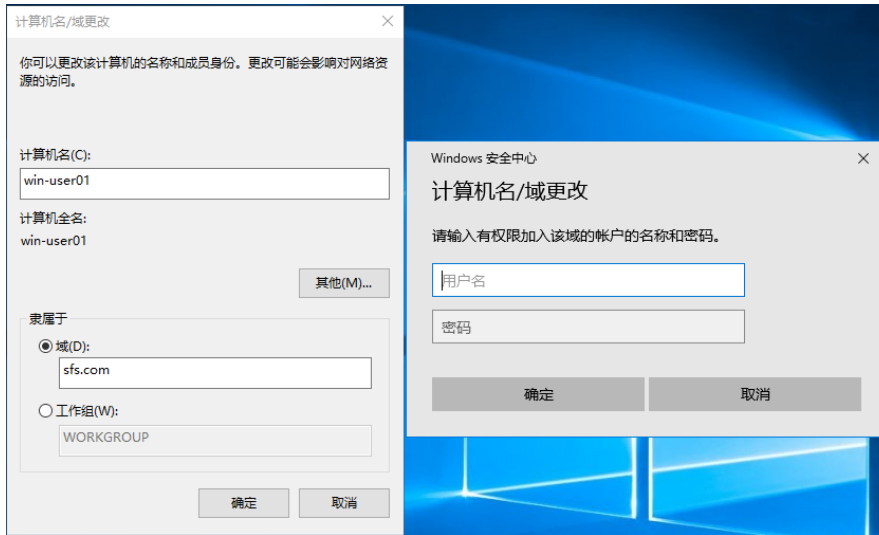 计算机名/域更改
你可以更改该计算机的名称和成员身份。更改可能会影响对网络资
源的访问。
计算机名(C):
win-user01
计算机全名:
win-user01
其他(M)...
隶属于
域(D):
sfs.com
工作组(W):
WORKGROUP
确定
取消
Windows 安全中心
计算机名/域更改
请输入有权限加入该域的帐户的名称和密码。
用户名
密码
确定
取消